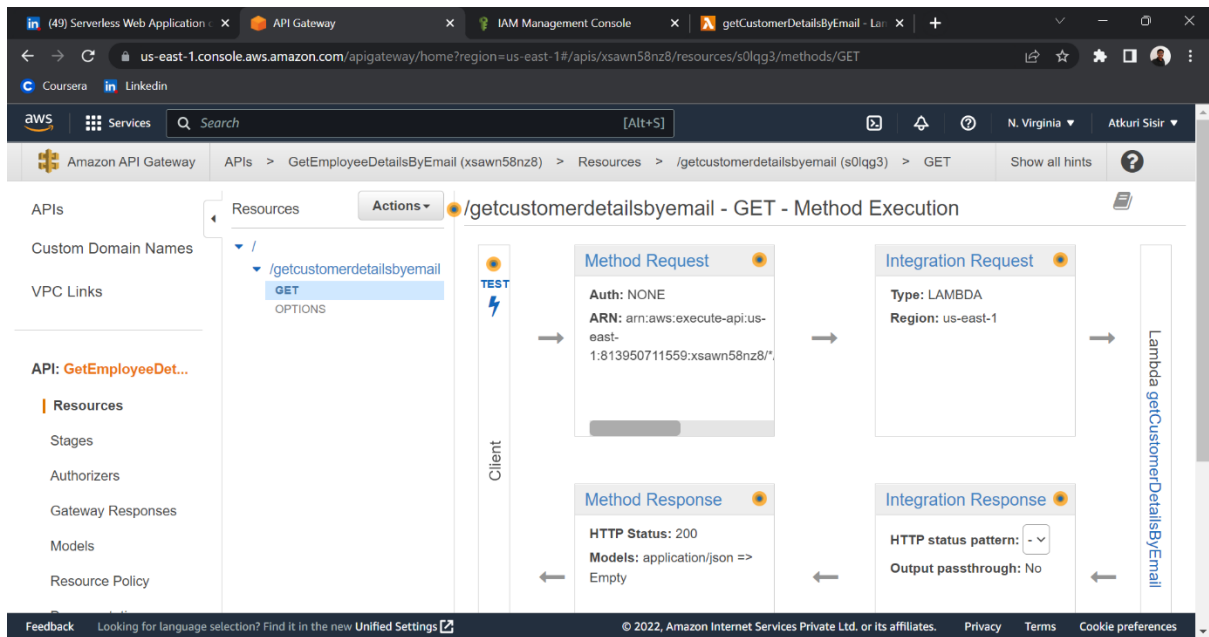 (49) Serverless Web Application
API Gateway
IAM Management Console
getCustomerDetailsByEmail - Lan
us-east-1.console.aws.amazon.com/apigateway/home?region=us-east-1#/apis/xsawn58nz8/resources/s0lqg3/methods/GET
Coursera
Linkedin
aws
Services
Search
[Alt+S]
N. Virginia
Atkuri Sisir
Amazon API Gateway
APIs > GetEmployeeDetailsByEmail (xsawn58nz8) > Resources > /getcustomerdetailsbyemail (s0lqg3) > GET
Show all hints
APIs
Custom Domain Names
VPC Links
API: GetEmployeeDet...
Resources
Stages
Authorizers
Gateway Responses
Models
Resource Policy
Resources
Actions
/
/getcustomerdetailsbyemail
GET
OPTIONS
/getcustomerdetailsbyemail - GET - Method Execution
TEST
Client
Method Request
Auth: NONE
ARN: arn:aws:execute-api:us-
east-
1:813950711559:xsawn58nz8/*
Integration Request
Type: LAMBDA
Region: us-east-1
Lambda getCustomerDetailsByEmail
Method Response
HTTP Status: 200
Models: application/json =>
Empty
Integration Response
HTTP status pattern: -
Output passthrough: No
Feedback
Looking for language selection? Find it in the new Unified Settings
© 2022, Amazon Internet Services Private Ltd. or its affiliates.
Privacy
Terms
Cookie preferences